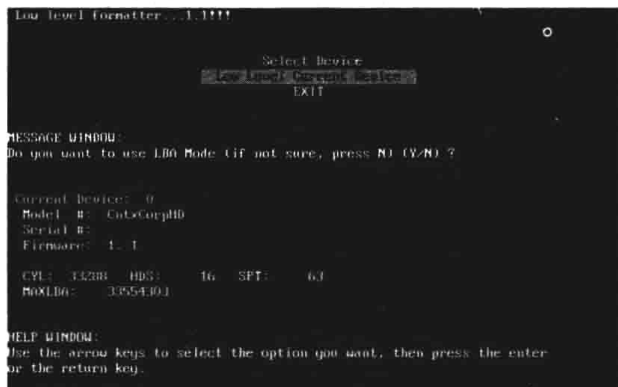 Low level formatter...1.1!!!
Select Device
Low Level Current Device
EXIT
MESSAGE WINDOW:
Do you want to use LBA Mode (if not sure, press N) (Y/N) ?
Current Device: 0
Model #: CntxCorpHD
Serial #:
Firmware: 1. 1
CYL: 33288 HDS: 16 SPT: 63
MAXLBA: 33554303
HELP WINDOW:
Use the arrow keys to select the option you want, then press the enter
or the return key.